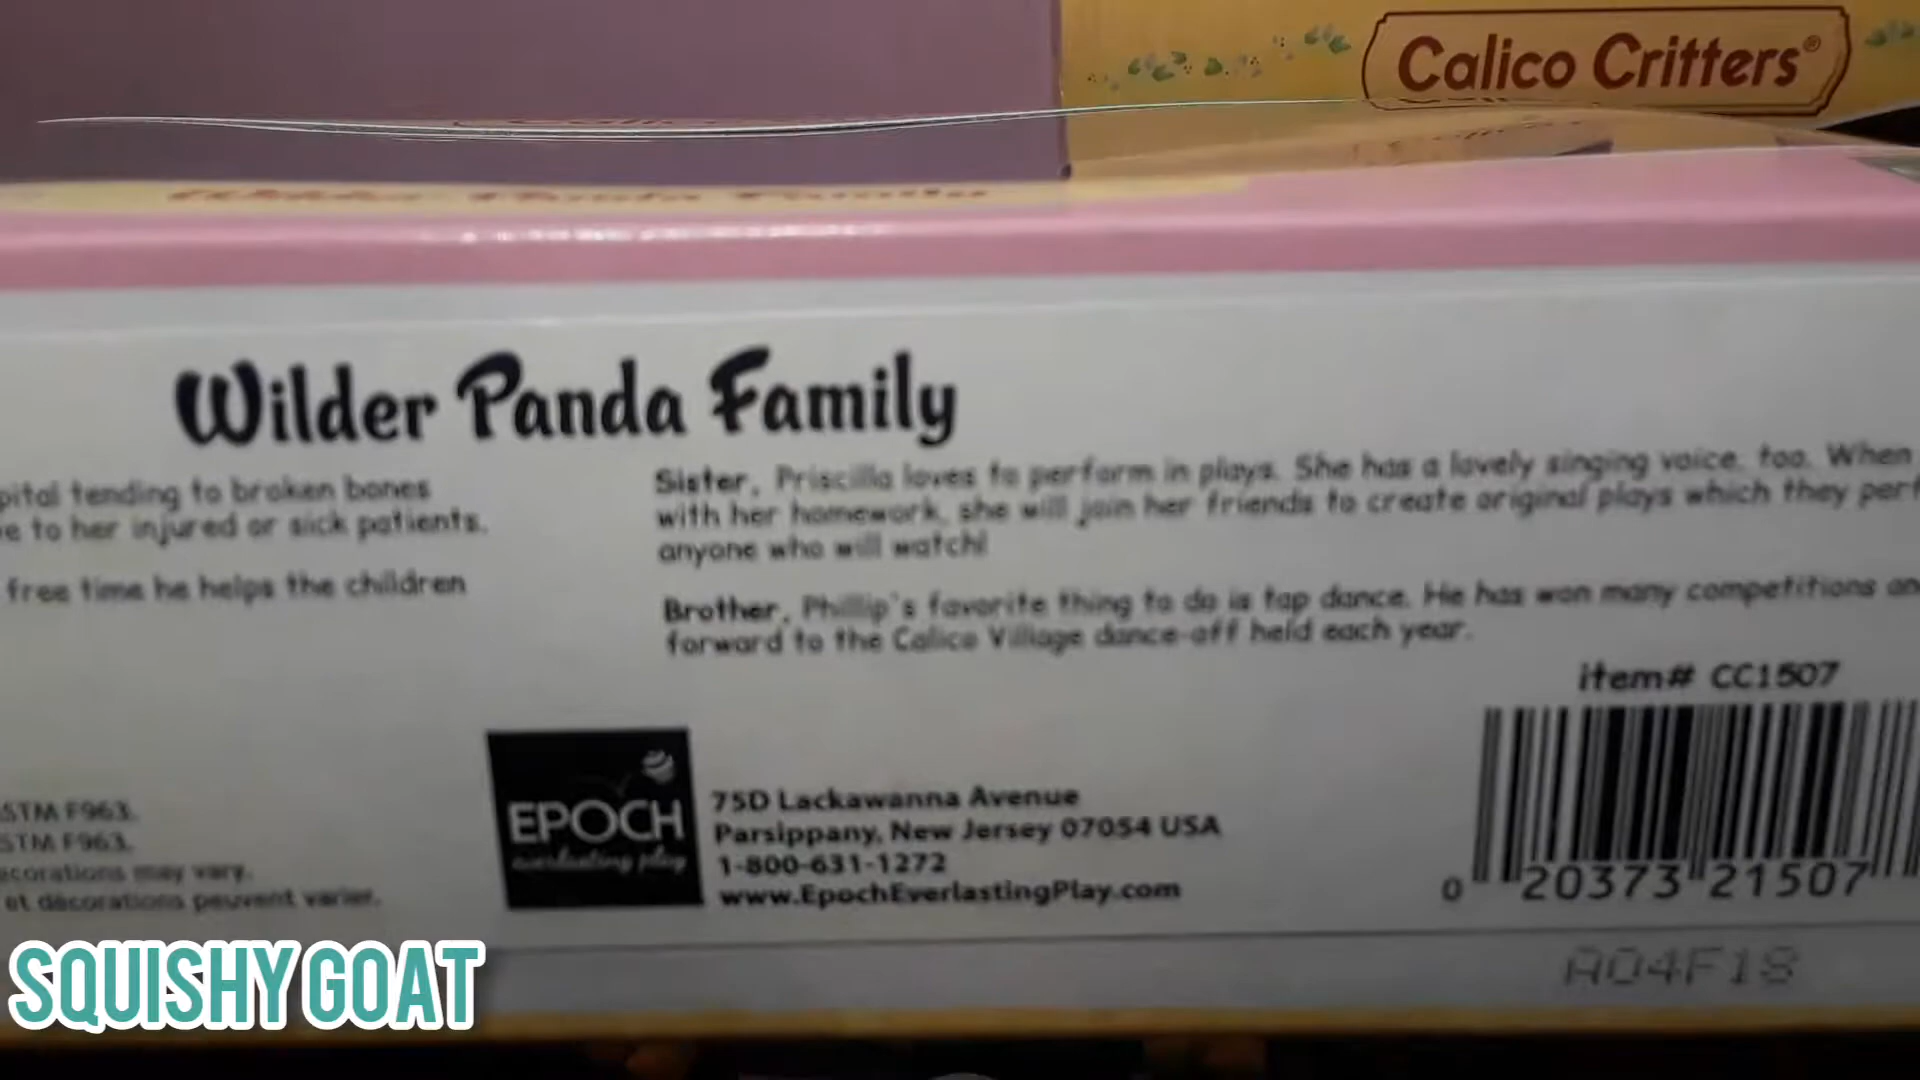 Calico Critters®
Wilder Panda Family
Wilder Panda Family
pital tending to broken bones
e to her injured or sick patients.
free time he helps the children
Sister, Priscilla loves to perform in plays. She has a lovely singing voice, too. When
with her homework, she will join her friends to create original plays which they perf
anyone who will watch!
Brother, Phillip's favorite thing to do is tap dance. He has won many competitions an
forward to the Calico Village dance-off held each year.
item# CC1507
STM F963.
STM F963.
ecorations may vary.
et décorations peuvent varier.
EPOCH
everlasting play
75D Lackawanna Avenue
Parsippany, New Jersey 07054 USA
1-800-631-1272
www.EpochEverlastingPlay.com
0 20373 21507
A04F18
SQUISHY GOAT